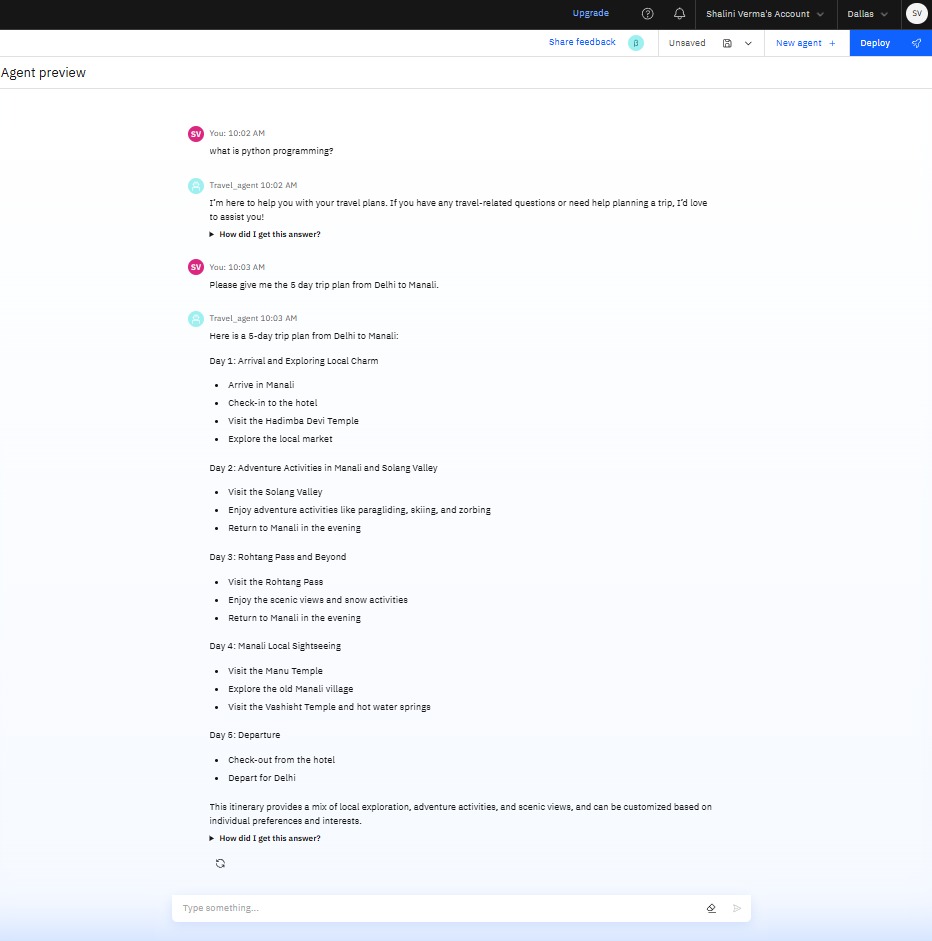 Upgrade
Shalini Verma's Account
Dallas
SV
Share feedback
β
Unsaved
New agent +
Deploy
Agent preview
SV
You: 10:02 AM
what is python programming?
Travel_agent 10:02 AM
I'm here to help you with your travel plans. If you have any travel-related questions or need help planning a trip, I'd love
to assist you!
How did I get this answer?
SV
You: 10:03 AM
Please give me the 5 day trip plan from Delhi to Manali.
Travel_agent 10:03 AM
Here is a 5-day trip plan from Delhi to Manali:
Day 1: Arrival and Exploring Local Charm
• Arrive in Manali
• Check-in to the hotel
• Visit the Hadimba Devi Temple
• Explore the local market
Day 2: Adventure Activities in Manali and Solang Valley
• Visit the Solang Valley
• Enjoy adventure activities like paragliding, skiing, and zorbing
• Return to Manali in the evening
Day 3: Rohtang Pass and Beyond
• Visit the Rohtang Pass
• Enjoy the scenic views and snow activities
• Return to Manali in the evening
Day 4: Manali Local Sightseeing
• Visit the Manu Temple
• Explore the old Manali village
• Visit the Vashisht Temple and hot water springs
Day 5: Departure
• Check-out from the hotel
• Depart for Delhi
This itinerary provides a mix of local exploration, adventure activities, and scenic views, and can be customized based on
individual preferences and interests.
How did I get this answer?
Type something...